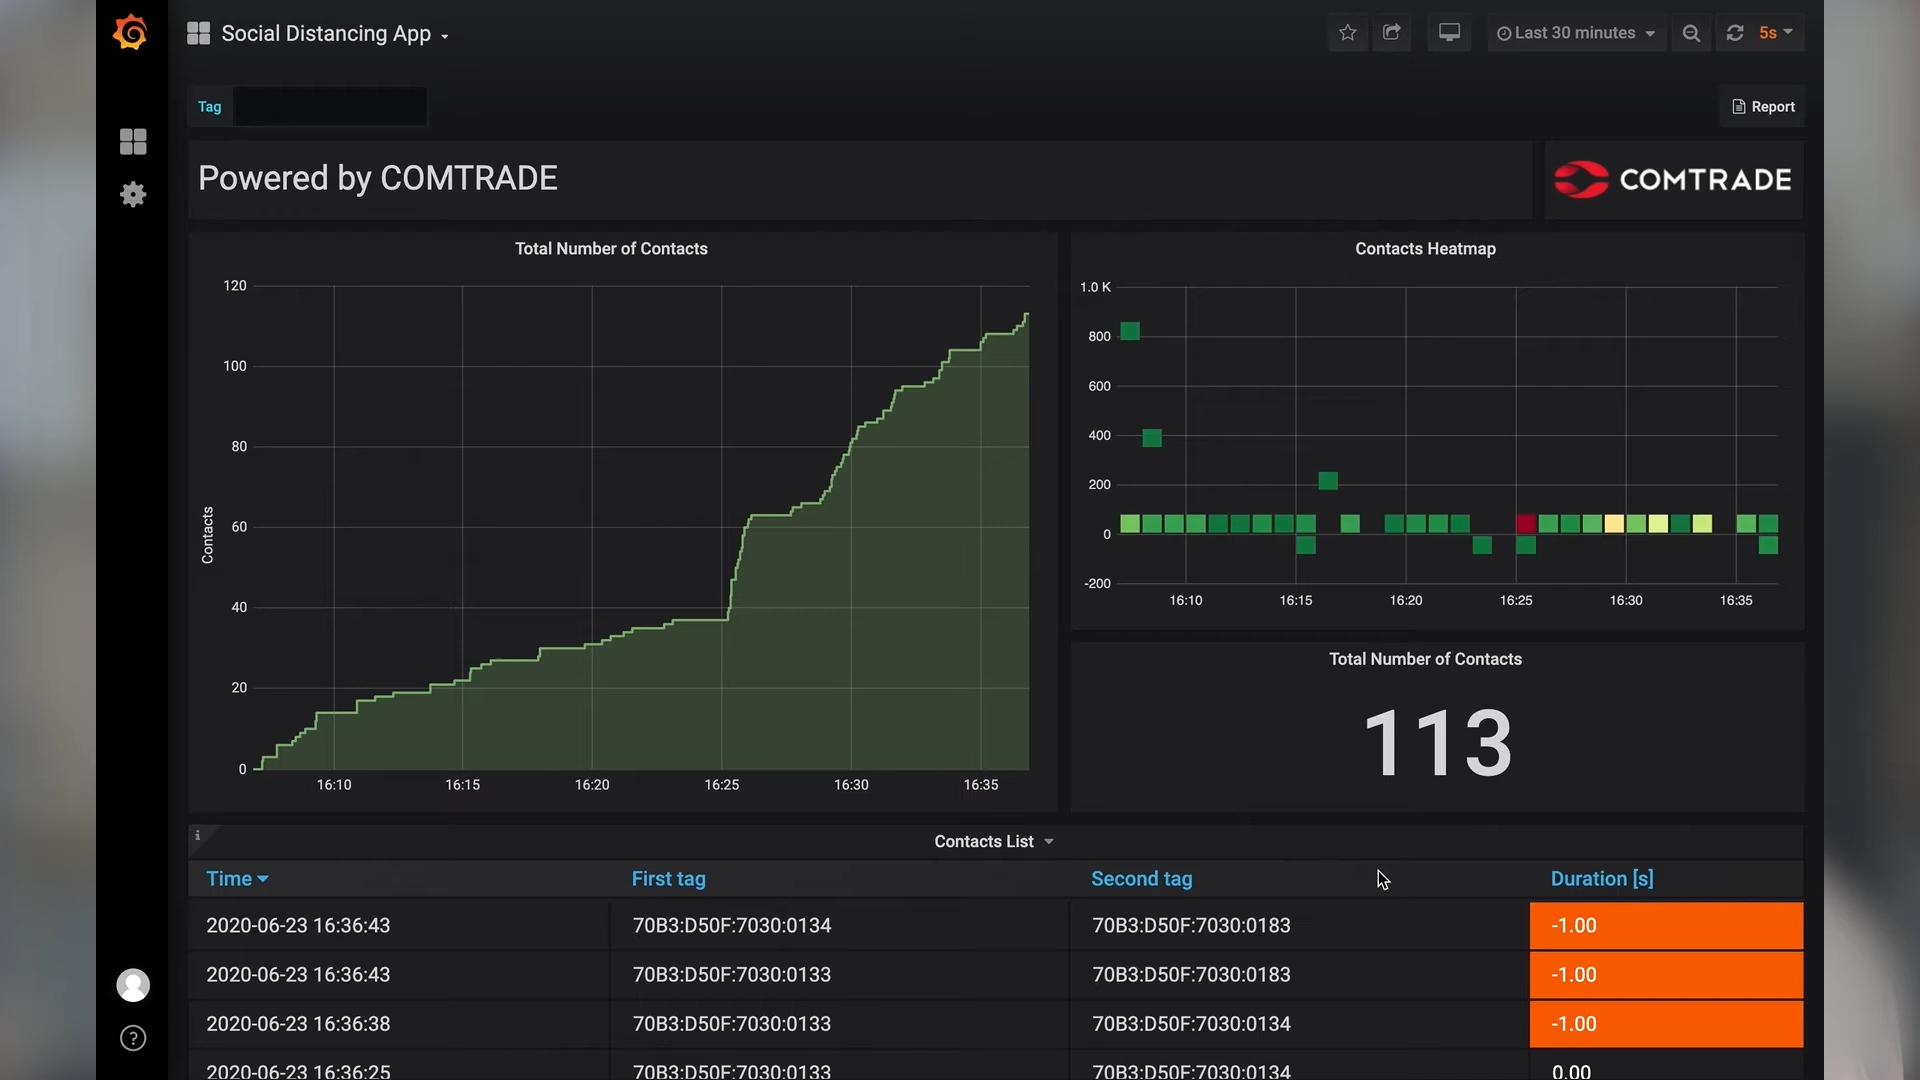 Social Distancing App
Last 30 minutes
5s
Tag
Report
Powered by COMTRADE
COMTRADE
Total Number of Contacts
120
100
80
60
40
20
0
Contacts
16:10 16:15 16:20 16:25 16:30 16:35
Contacts Heatmap
1.0 K
800
600
400
200
0
-200
16:10 16:15 16:20 16:25 16:30 16:35
Total Number of Contacts
113
i
Contacts List
Time First tag Second tag Duration [s]
2020-06-23 16:36:43 70B3:D50F:7030:0134 70B3:D50F:7030:0183 -1.00
2020-06-23 16:36:43 70B3:D50F:7030:0133 70B3:D50F:7030:0183 -1.00
2020-06-23 16:36:38 70B3:D50F:7030:0133 70B3:D50F:7030:0134 -1.00
2020-06-23 16:36:25 70B3:D50F:7030:0133 70B3:D50F:7030:0134 0.00
?